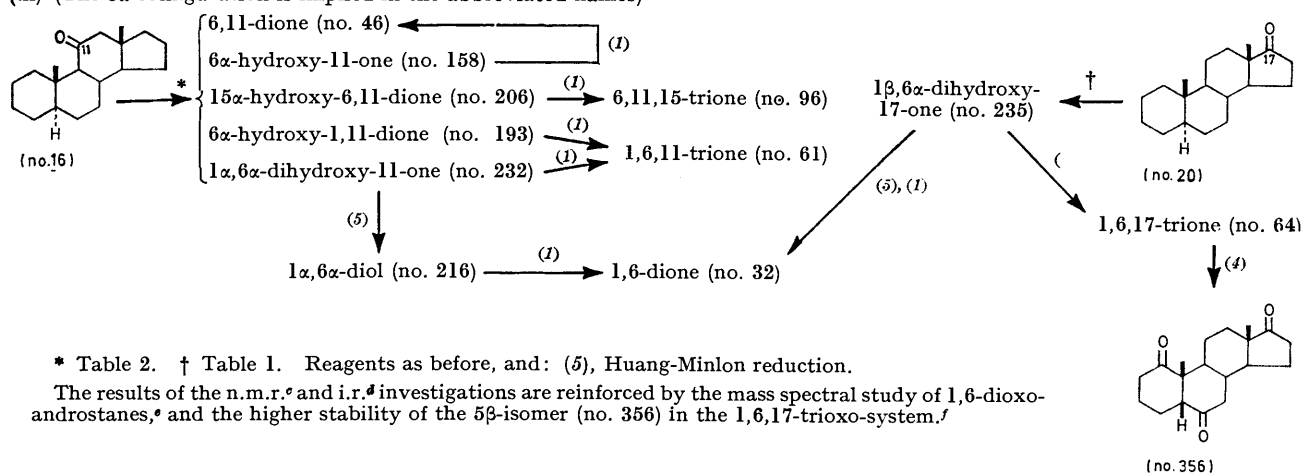 O
11
H
(no.16)
*
6,11-dione (no. 46)
6α-hydroxy-11-one (no. 158)
(1)
15α-hydroxy-6,11-dione (no. 206)
(1)
6,11,15-trione (no. 96)
6α-hydroxy-1,11-dione (no. 193)
(1)
1α,6α-dihydroxy-11-one (no. 232)
(1)
1,6,11-trione (no. 61)
(5)
1α,6α-diol (no. 216)
(1)
1,6-dione (no. 32)
1β,6α-dihydroxy-
17-one (no. 235)
†
O
17
H
(no. 20)
(5), (1)
(
1,6,17-trione (no. 64)
(4)
O
O
H
O
(no. 356)
* Table 2. † Table 1. Reagents as before, and: (5), Huang-Minlon reduction.
The results of the n.m.r.c and i.r.d investigations are reinforced by the mass spectral study of 1,6-dioxo-
androstanes,e and the higher stability of the 5β-isomer (no. 356) in the 1,6,17-trioxo-system.f